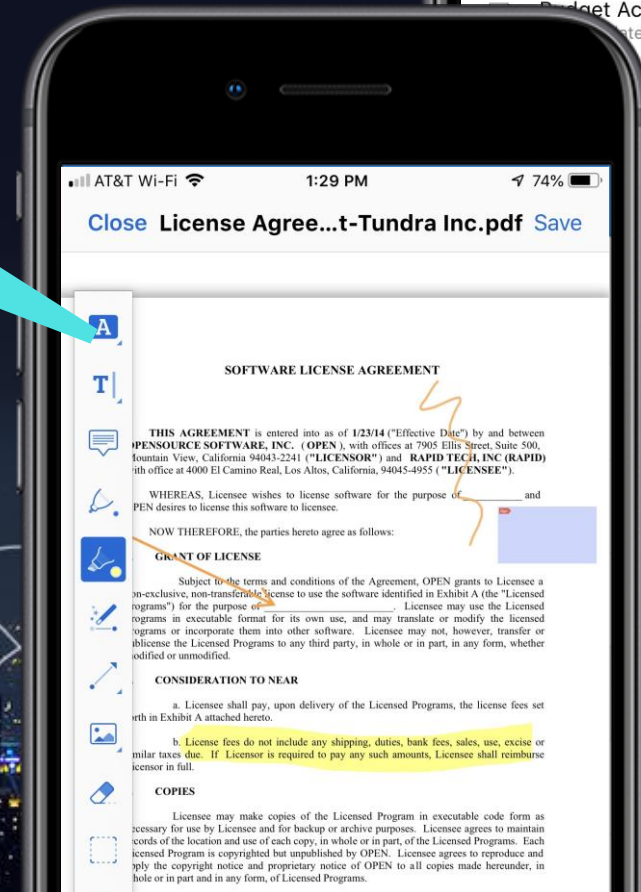 get Ac
AT&T Wi-Fi 1:29 PM 74%
Close License Agree...t-Tundra Inc.pdf Save
A
T
SOFTWARE LICENSE AGREEMENT
THIS AGREEMENT is entered into as of 1/23/14 ("Effective Date") by and between
OPENSOURCE SOFTWARE, INC. ( OPEN ), with offices at 7905 Ellis Street, Suite 500,
Mountain View, California 94043-2241 ("LICENSOR") and RAPID TECH, INC (RAPID)
with office at 4000 El Camino Real, Los Altos, California, 94045-4955 ("LICENSEE").
WHEREAS, Licensee wishes to license software for the purpose of__________ and
OPEN desires to license this software to licensee.
NOW THEREFORE, the parties hereto agree as follows:
GRANT OF LICENSE
Subject to the terms and conditions of the Agreement, OPEN grants to Licensee a
on-exclusive, non-transferable license to use the software identified in Exhibit A (the "Licensed
rograms") for the purpose of ______________________. Licensee may use the Licensed
rograms in executable format for its own use, and may translate or modify the licensed
rograms or incorporate them into other software. Licensee may not, however, transfer or
ublicense the Licensed Programs to any third party, in whole or in part, in any form, whether
odified or unmodified.
CONSIDERATION TO NEAR
a. Licensee shall pay, upon delivery of the Licensed Programs, the license fees set
orth in Exhibit A attached hereto.
b. License fees do not include any shipping, duties, bank fees, sales, use, excise or
milar taxes due. If Licensor is required to pay any such amounts, Licensee shall reimburse
icensor in full.
COPIES
Licensee may make copies of the Licensed Program in executable code form as
ecessary for use by Licensee and for backup or archive purposes. Licensee agrees to maintain
ecords of the location and use of each copy, in whole or in part, of the Licensed Programs. Each
icensed Program is copyrighted but unpublished by OPEN. Licensee agrees to reproduce and
pply the copyright notice and proprietary notice of OPEN to all copies made hereunder, in
hole or in part and in any form, of Licensed Programs.